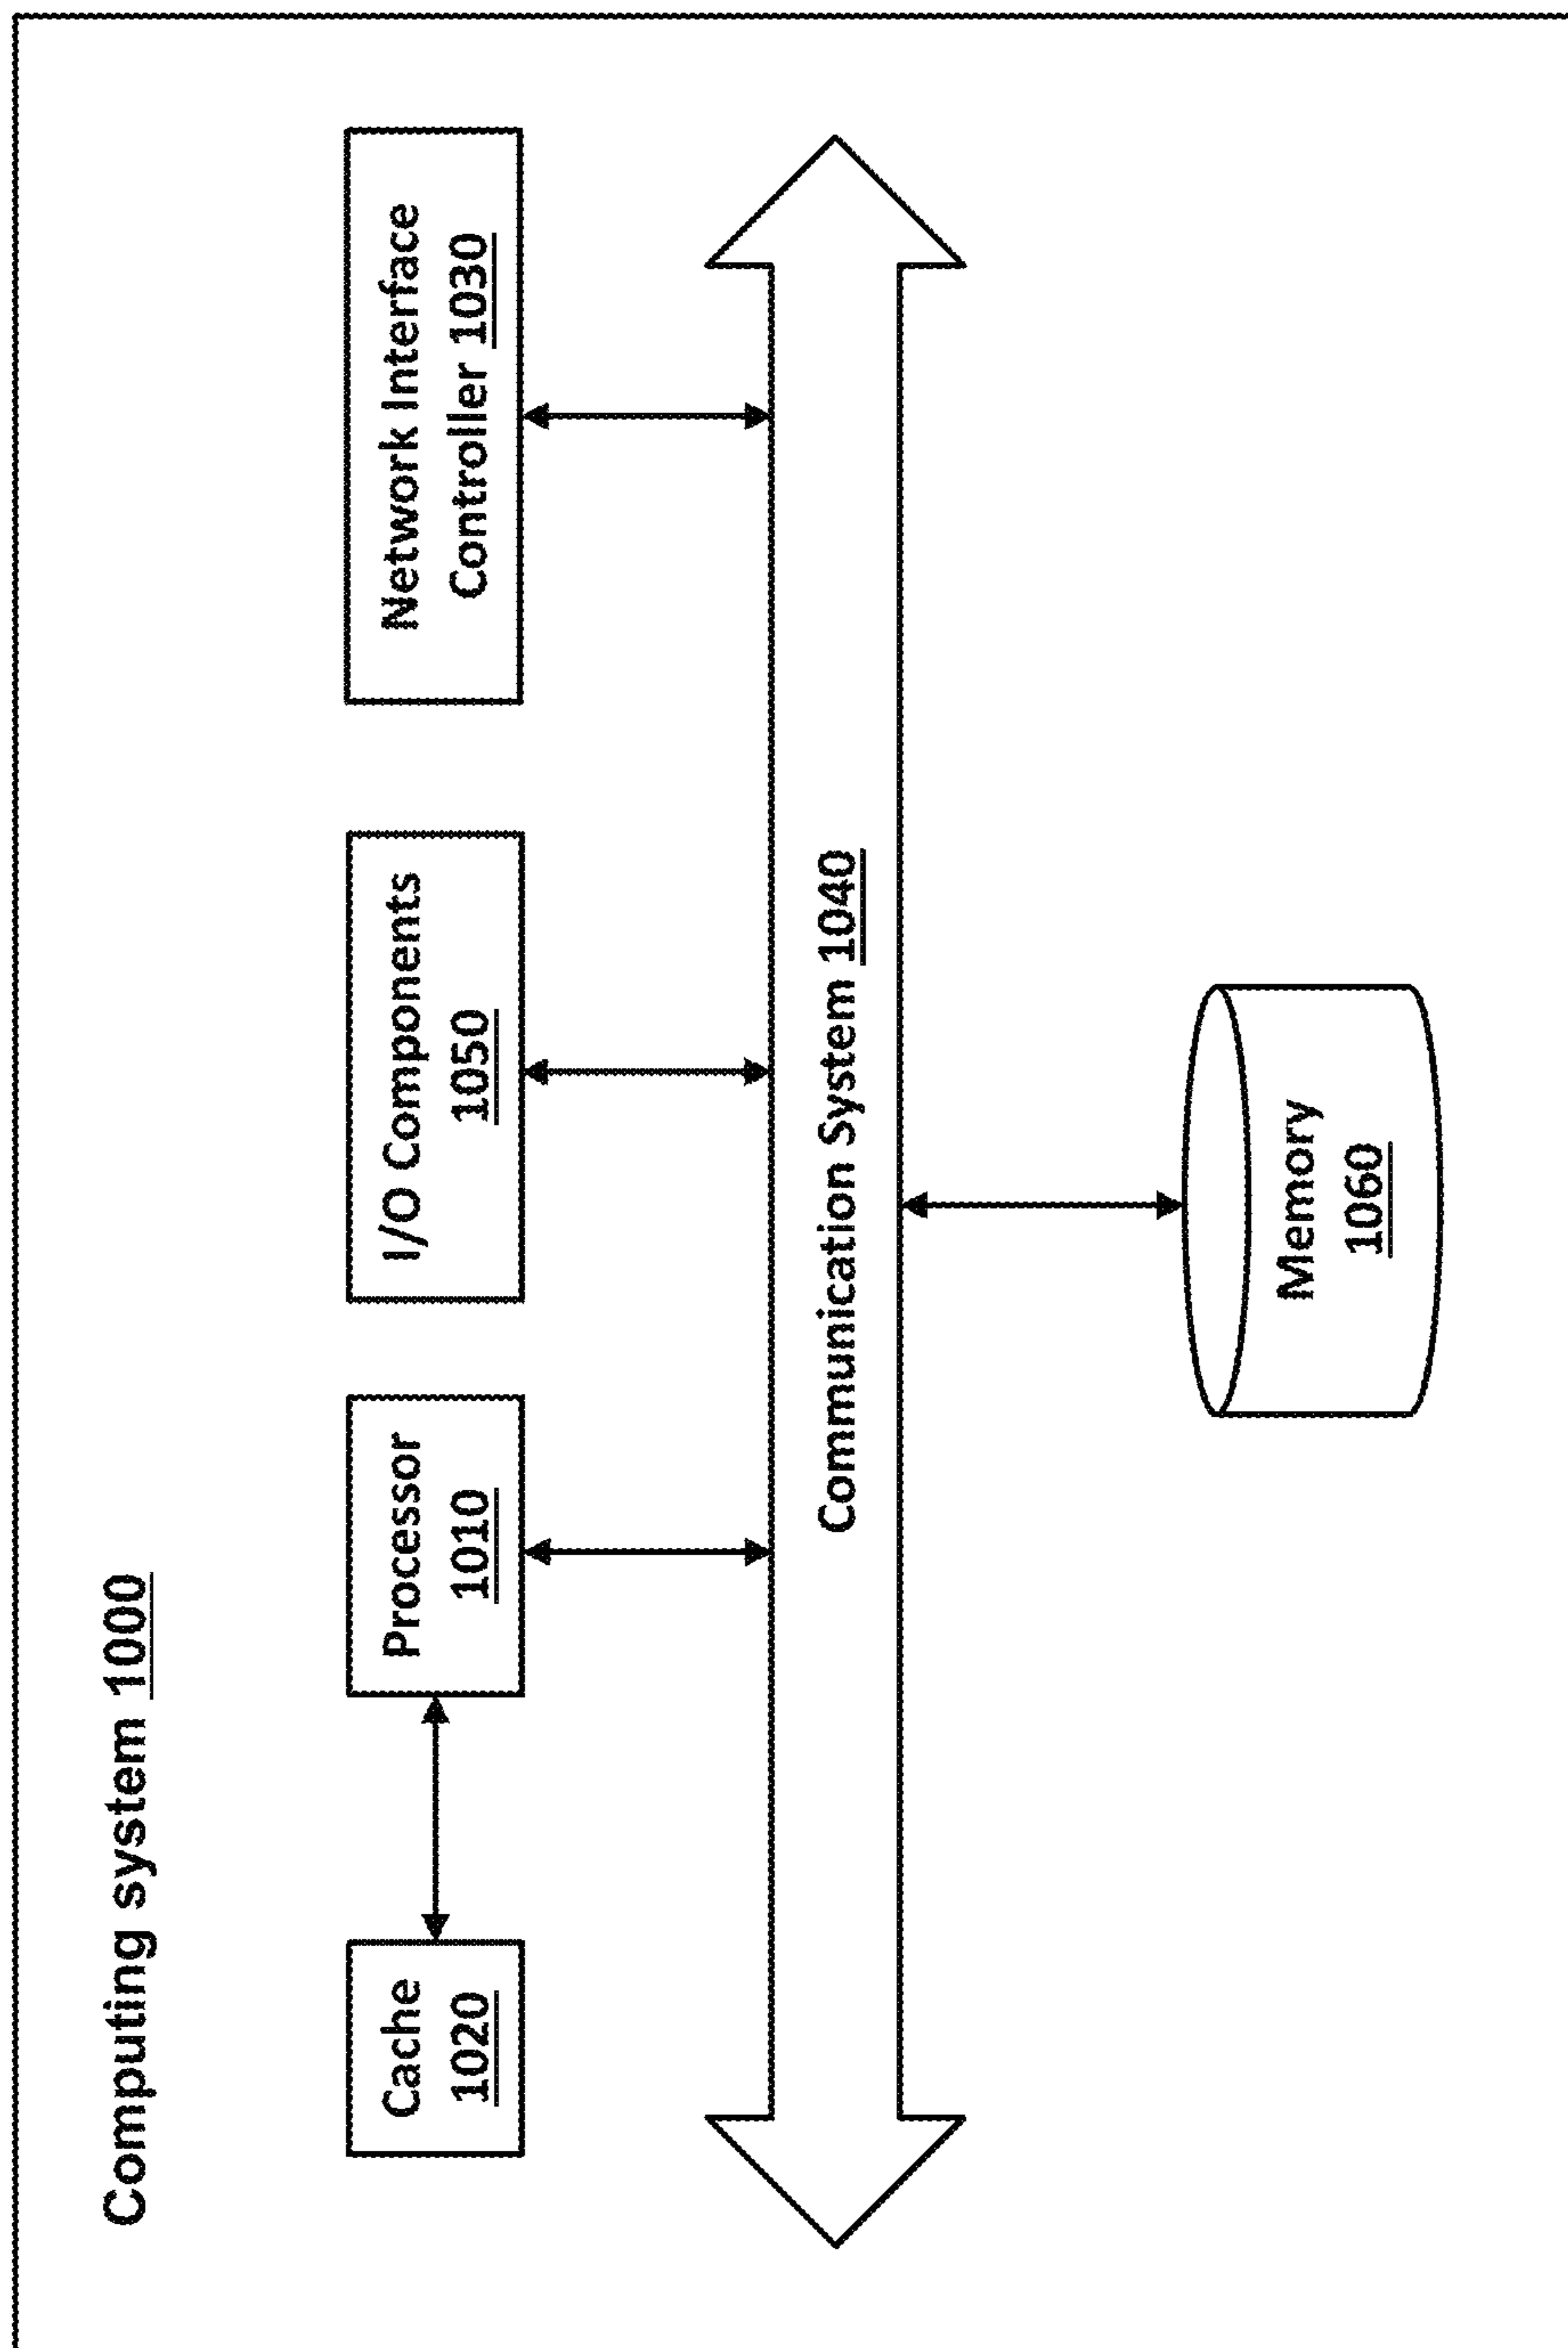 Computing system 1000
Cache
1020
Processor
1010
I/O Components
1050
Network Interface
Controller 1030
Communication System 1040
Memory
1060